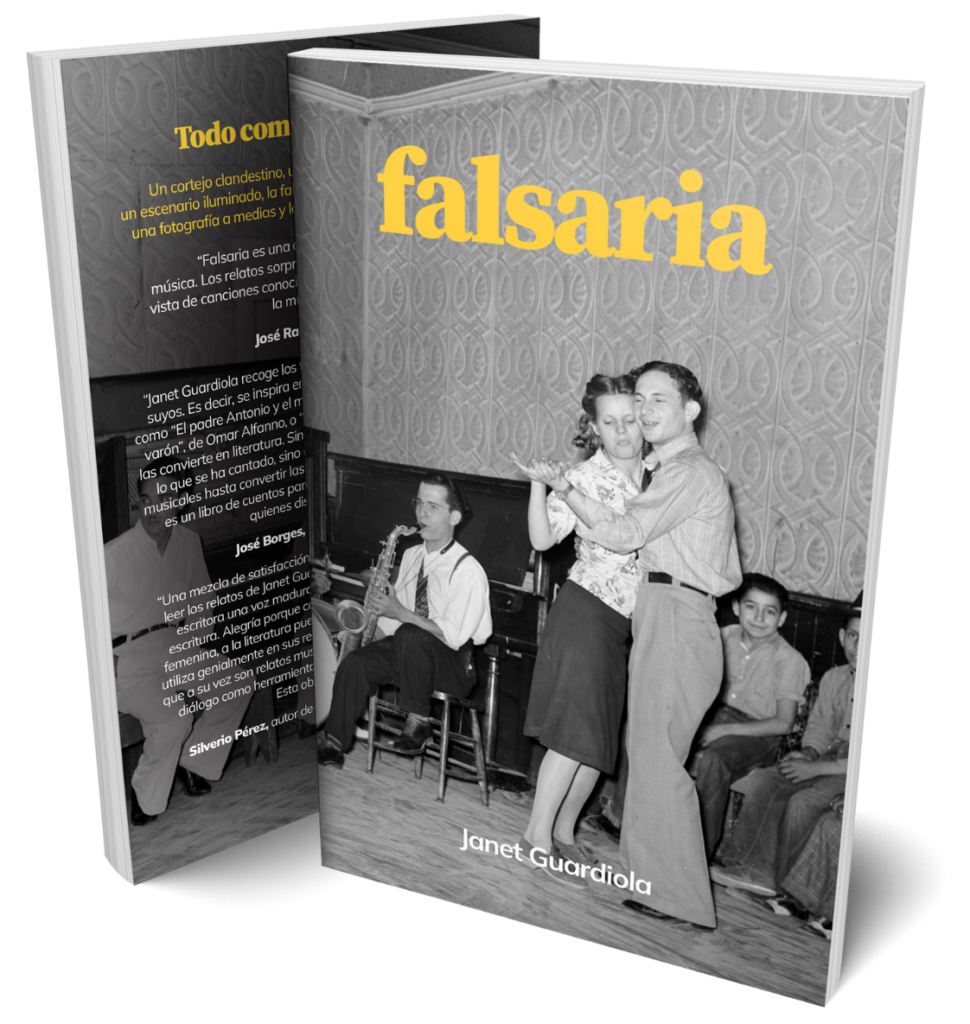 falsaria
Janet Guardiola
Todo com
Un cortejo clandestino, u
un escenario iluminado, la fa
una fotografía a medias y l
“Falsaria es una
música. Los relatos sorpr
vista de canciones conoci
la m
José Ra
“Janet Guardiola recoge los
suyos. Es decir, se inspira e
como “El padre Antonio y el m
varón”, de Omar Alfanno, o “
las convierte en literatura. Sin
lo que se ha cantado, sino
musicales hasta convertir las
es un libro de cuentos par
quienes dis
José Borges,
“Una mezcla de satisfacción
leer los relatos de Janet Gua
escritora una voz madur
escritura. Alegría porque c
femenina, a la literatura pue
utiliza genialmente en sus re
que a su vez son relatos mus
diálogo como herramienta
Esta ob
Silverio Pérez, autor de